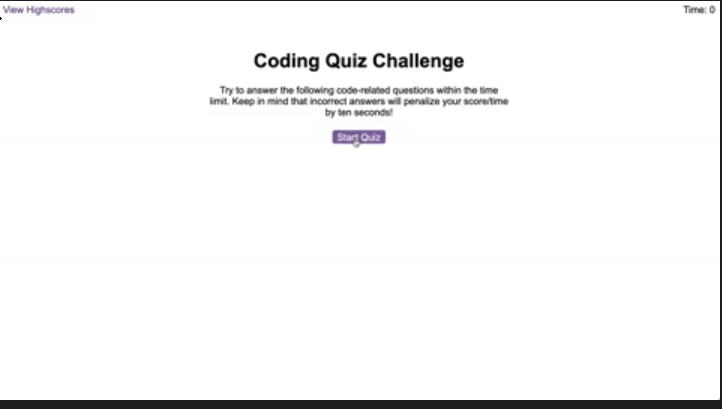 View Highscores
Time: 0
Coding Quiz Challenge
Try to answer the following code-related questions within the time
limit. Keep in mind that incorrect answers will penalize your score/time
by ten seconds!
Start Quiz